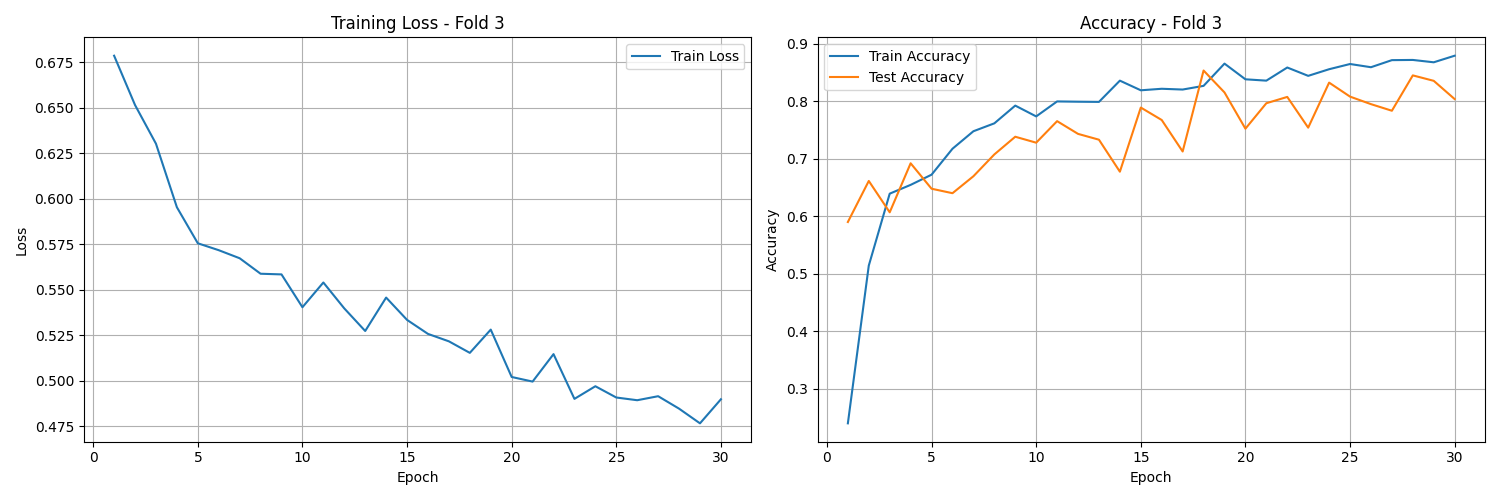 Training Loss - Fold 3
Train Loss
0.675
0.650
0.625
0.600
0.575
0.550
0.525
0.500
0.475
Loss
0 5 10 15 20 25 30
Epoch
Accuracy - Fold 3
Train Accuracy
Test Accuracy
0.9
0.8
0.7
0.6
0.5
0.4
0.3
Accuracy
0 5 10 15 20 25 30
Epoch